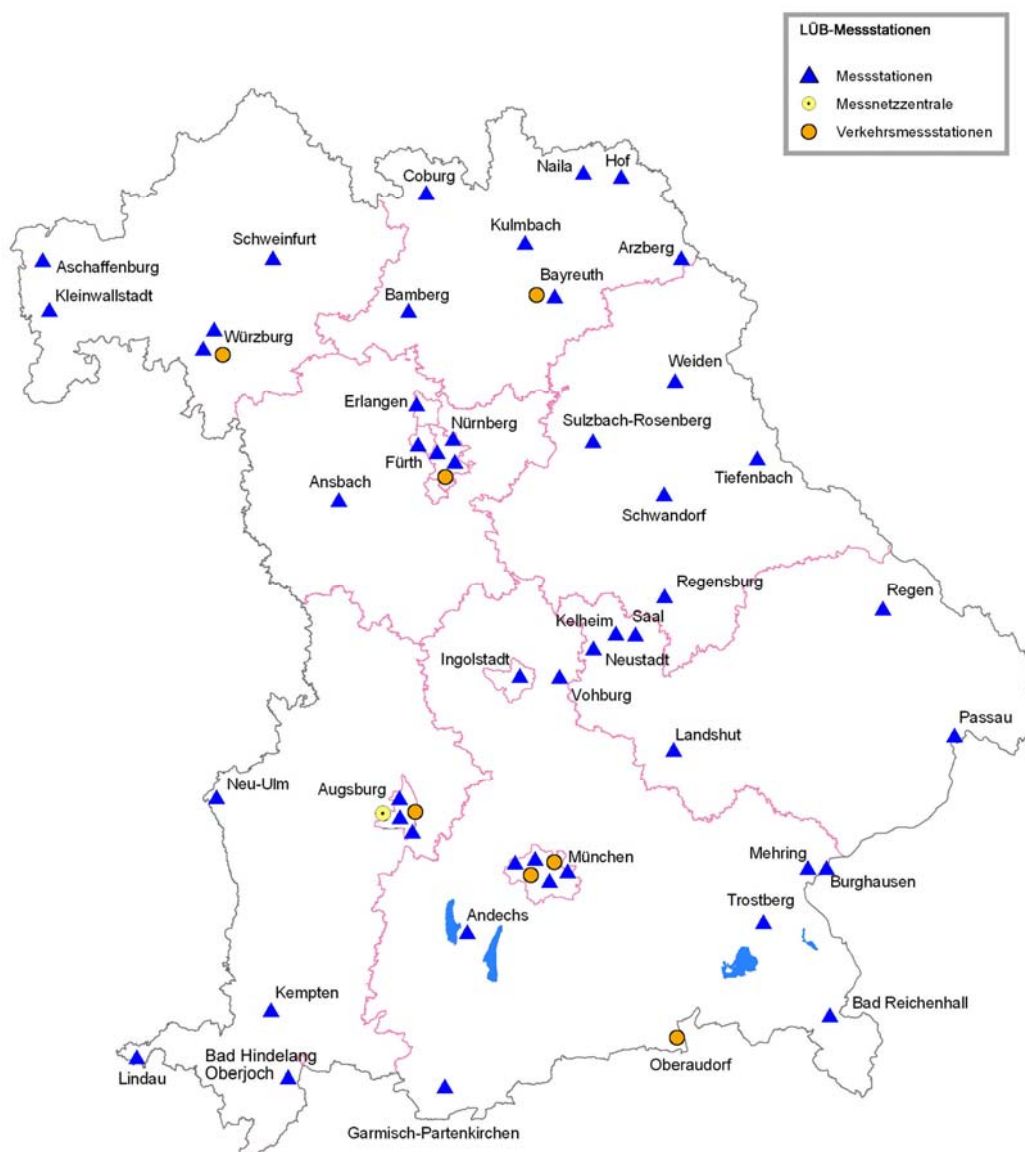 LÜB-Messstationen
Messstationen
Messnetzzentrale
Verkehrsmessstationen
Naila
Hof
Coburg
Kulmbach
Schweinfurt
Arzberg
Aschaffenburg
Bayreuth
Kleinwallstadt
Bamberg
Würzburg
Weiden
Erlangen
Nürnberg
Sulzbach-Rosenberg
Fürth
Tiefenbach
Ansbach
Schwandorf
Regensburg
Regen
Kelheim
Saal
Ingolstadt
Neustadt
Vohburg
Passau
Landshut
Neu-Ulm
Augsburg
München
Mehring
Burghausen
Trostberg
Andechs
Kempten
Bad Reichenhall
Bad Hindelang
Oberjoch
Lindau
Oberaudorf
Garmisch-Partenkirchen